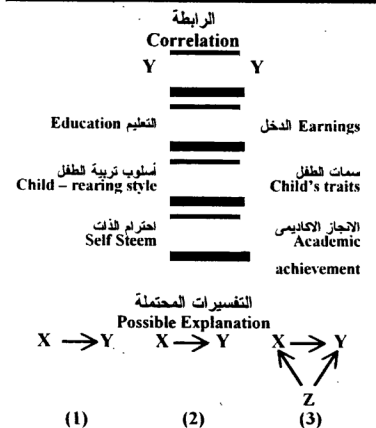 الرابطة
Correlation
Y Y
Education التعليم الدخل Earnings
أسلوب تربية الطفل سمات الطفل
Child – rearing style Child's traits
احترام الذات الانجاز الاكاديمى
Self Steem Academic
achievement
التفسيرات المحتملة
Possible Explanation
X → Y X → Y X → Y
Z
(1) (2) (3)